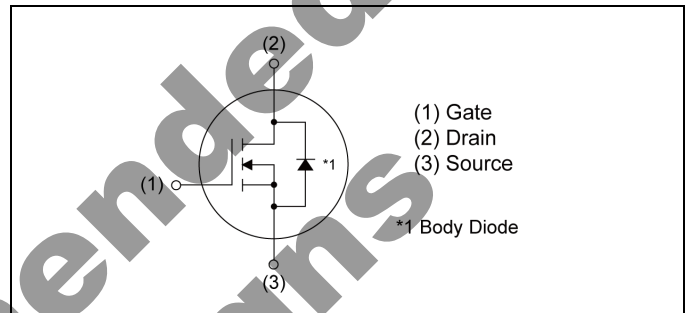 (2)
(1) Gate
(2) Drain
(3) Source
*1
(1)
*1 Body Diode
(3)